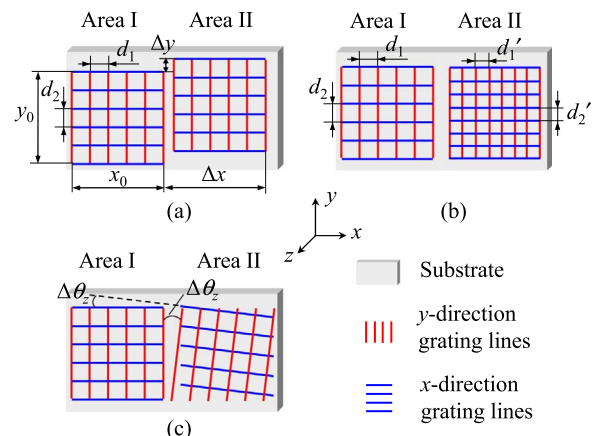 Area I Area II
Δy
d₁
d₂
y₀
x₀ Δx
(a)
Area I Area II
d₁ d₁′
d₂ d₂′
(b)
y
x
z
Area I Area II
Δθz Δθz
(c)
Substrate
y-direction
grating lines
x-direction
grating lines